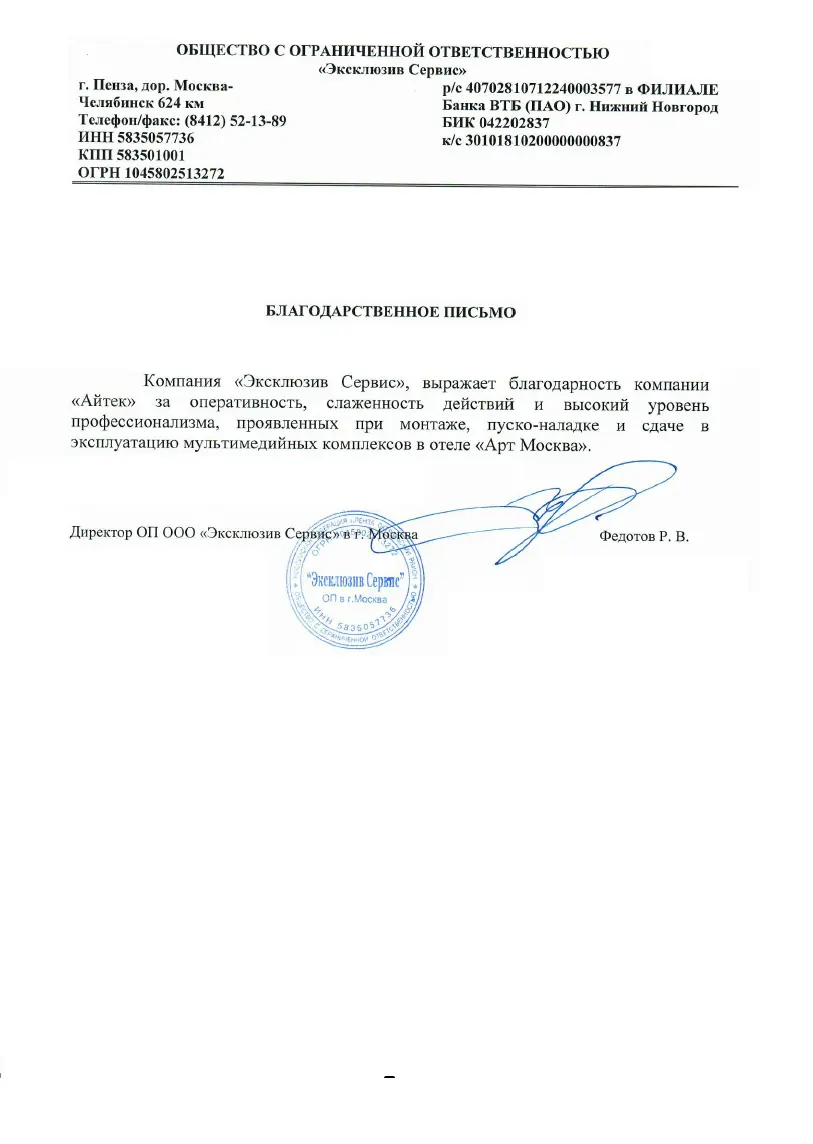 ОБЩЕСТВО С ОГРАНИЧЕННОЙ ОТВЕТСТВЕННОСТЬЮ
«Эксклюзив Сервис»
г. Пенза, дор. Москва-
Челябинск 624 км
Телефон/факс: (8412) 52-13-89
ИНН 5835057736
КПП 583501001
ОГРН 1045802513272
р/с 40702810712240003577 в ФИЛИАЛЕ
Банка ВТБ (ПАО) г. Нижний Новгород
БИК 042202837
к/с 30101810200000000837
БЛАГОДАРСТВЕННОЕ ПИСЬМО
Компания «Эксклюзив Сервис», выражает благодарность компании
«Айтек» за оперативность, слаженность действий и высокий уровень
профессионализма, проявленных при монтаже, пуско-наладке и сдаче в
эксплуатацию мультимедийных комплексов в отеле «Арт Москва».
Директор ОП ООО «Эксклюзив Сервис» в г. Москва
Федотов Р. В.
"Эксклюзив Сервис"
ОП в г.Москва
ИНН 5835057736
ОБЩЕСТВО С ОГРАНИЧЕННОЙ ОТВЕТСТВЕННОСТЬЮ